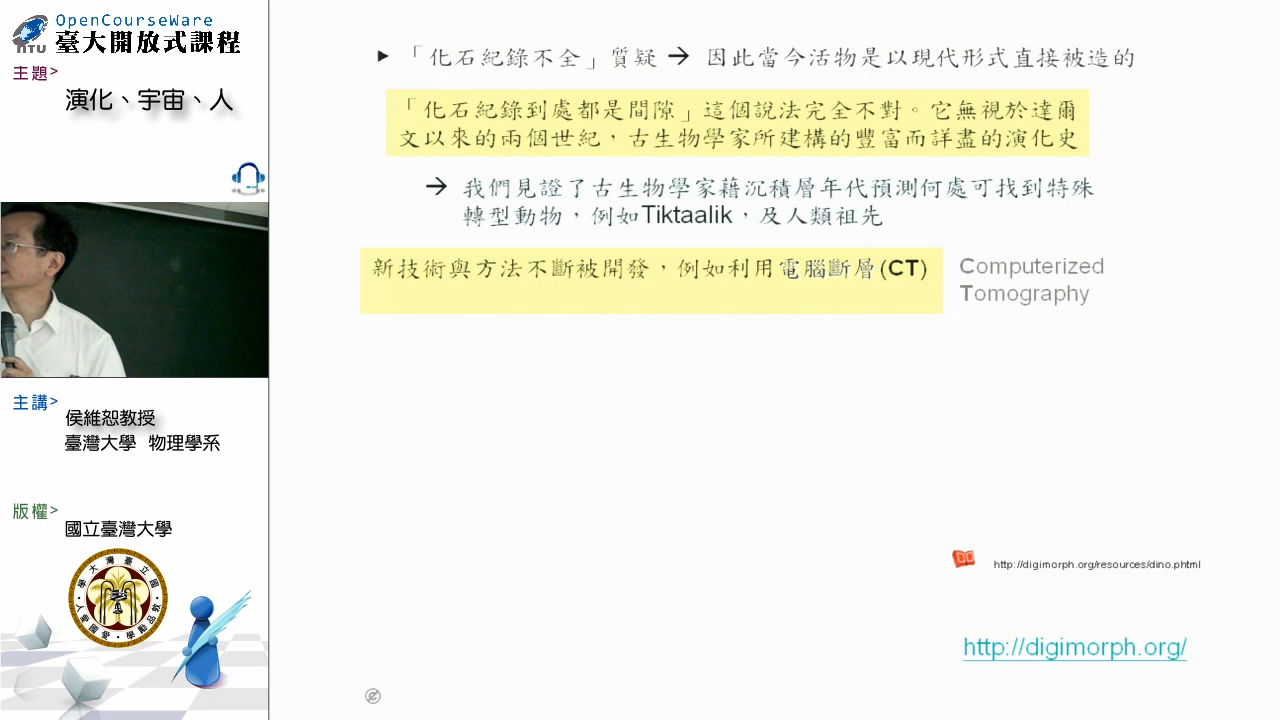 OpenCourseWare
NTU 臺大開放式課程
主題>
演化、宇宙、人
主講>
侯維恕教授
臺灣大學 物理學系
版權>
國立臺灣大學
▸ 「化石紀錄不全」質疑 → 因此當今活物是以現代形式直接被造的
「化石紀錄到處都是間隙」這個說法完全不對。它無視於達爾
文以來的兩個世紀，古生物學家所建構的豐富而詳盡的演化史
→ 我們見證了古生物學家藉沉積層年代預測何處可找到特殊
轉型動物，例如Tiktaalik，及人類祖先
新技術與方法不斷被開發，例如利用電腦斷層(CT)
Computerized
Tomography
http://digimorph.org/resources/dino.phtml
http://digimorph.org/